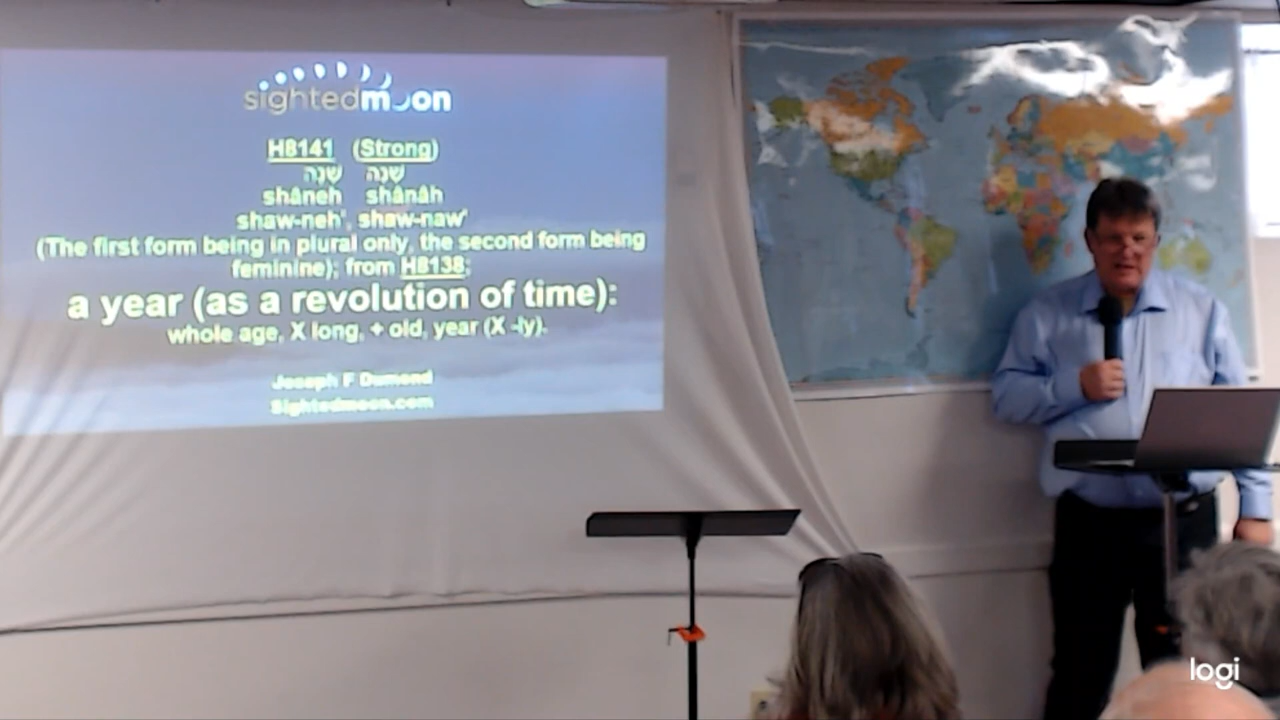 sightedmoon
H8141 (Strong)
שָׁנֶה שָׁנָה
shâneh shânâh
shaw-neh', shaw-naw'
(The first form being in plural only, the second form being
feminine); from H8138;
a year (as a revolution of time):
whole age, X long, + old, year (X -ly).
Joseph F Dumond
Sightedmoon.com
logi